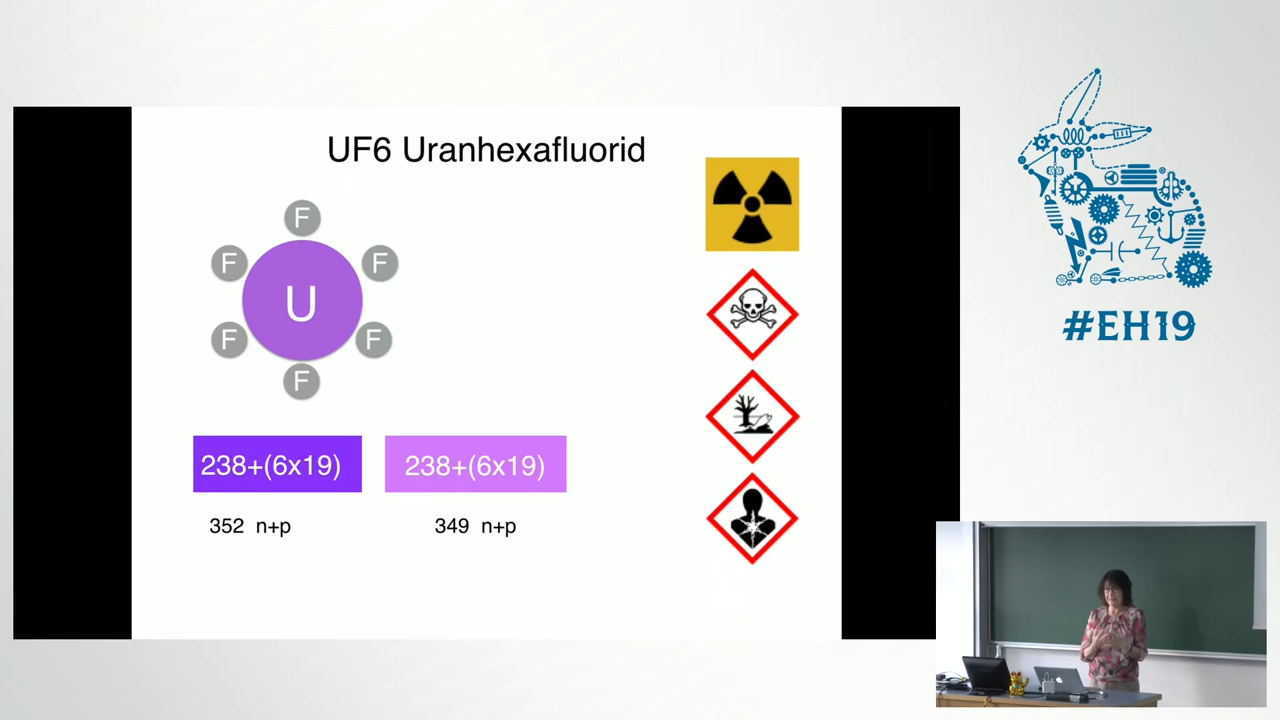 UF6 Uranhexafluorid
F
F
F
U
F
F
F
238+(6x19)
238+(6x19)
352 n+p
349 n+p
#EH19